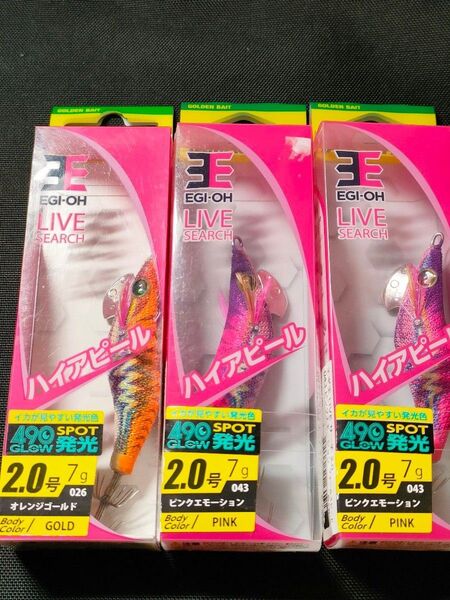 GOLDEN BAIT
EGI-OH
LIVE
SEARCH
ハイアピール
イカが見やすい発光色
490
GLOW
SPOT
発光
2.0号
7g
026
オレンジゴールド
Body
Color/
GOLD
GOLDEN BAIT
EGI-OH
LIVE
SEARCH
ハイアピール
イカが見やすい発光色
490
GLOW
SPOT
発光
2.0号
7g
043
ピンクエモーション
Body
Color/
PINK
GOLDEN BAIT
EGI-OH
LIVE
SEARCH
ハイアピール
イカが見やすい発光色
490
GLOW
SPOT
発光
2.0号
7g
043
ピンクエモーション
Body
Color/
PINK